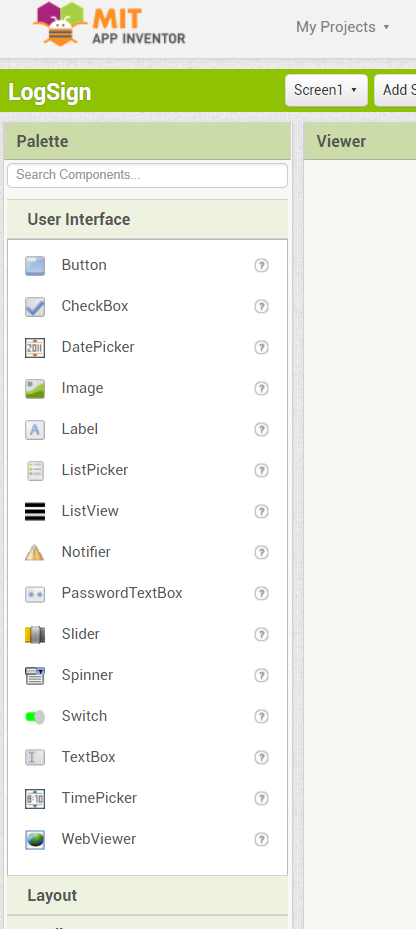 MIT
APP INVENTOR
My Projects
LogSign
Screen1
Add S
Palette
Viewer
Search Components...
User Interface
Button
CheckBox
DatePicker
Image
Label
ListPicker
ListView
Notifier
PasswordTextBox
Slider
Spinner
Switch
TextBox
TimePicker
WebViewer
Layout